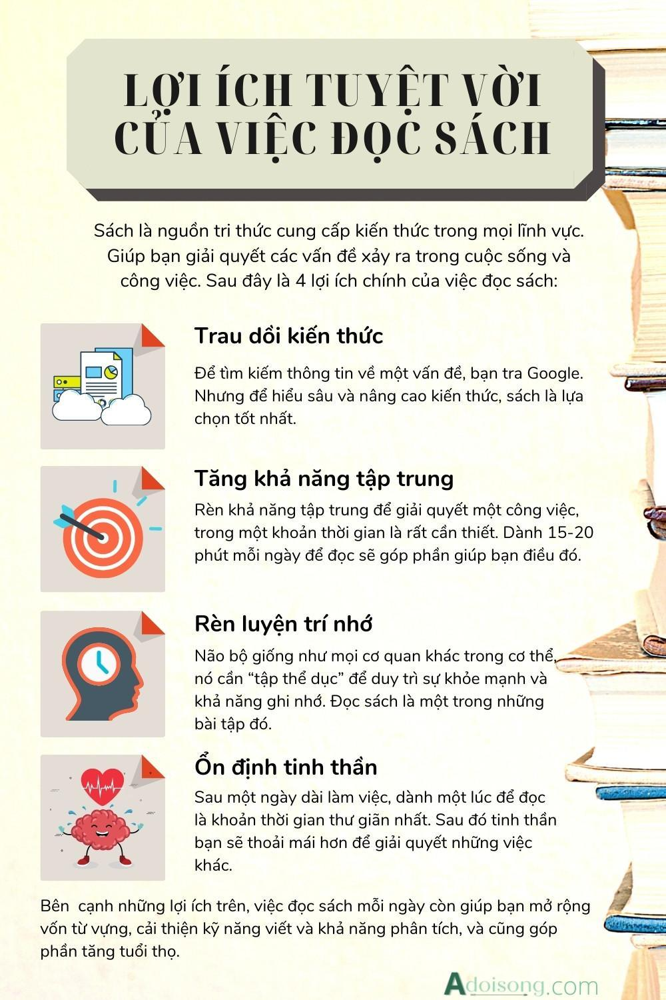 LỢI ÍCH TUYỆT VỜI
CỦA VIỆC ĐỌC SÁCH
Sách là nguồn tri thức cung cấp kiến thức trong mọi lĩnh vực.
Giúp bạn giải quyết các vấn đề xảy ra trong cuộc sống và
công việc. Sau đây là 4 lợi ích chính của việc đọc sách:
Trau dồi kiến thức
Để tìm kiếm thông tin về một vấn đề, bạn tra Google.
Nhưng để hiểu sâu và nâng cao kiến thức, sách là lựa
chọn tốt nhất.
Tăng khả năng tập trung
Rèn khả năng tập trung để giải quyết một công việc,
trong một khoản thời gian là rất cần thiết. Dành 15-20
phút mỗi ngày để đọc sẽ góp phần giúp bạn điều đó.
Rèn luyện trí nhớ
Não bộ giống như mọi cơ quan khác trong cơ thể,
nó cần “tập thể dục” để duy trì sự khỏe mạnh và
khả năng ghi nhớ. Đọc sách là một trong những
bài tập đó.
Ổn định tinh thần
Sau một ngày dài làm việc, dành một lúc để đọc
là khoản thời gian thư giãn nhất. Sau đó tinh thần
bạn sẽ thoải mái hơn để giải quyết những việc
khác.
Bên cạnh những lợi ích trên, việc đọc sách mỗi ngày còn giúp bạn mở rộng
vốn từ vựng, cải thiện kỹ năng viết và khả năng phân tích, và cũng góp
phần tăng tuổi thọ.
Adoisong.com